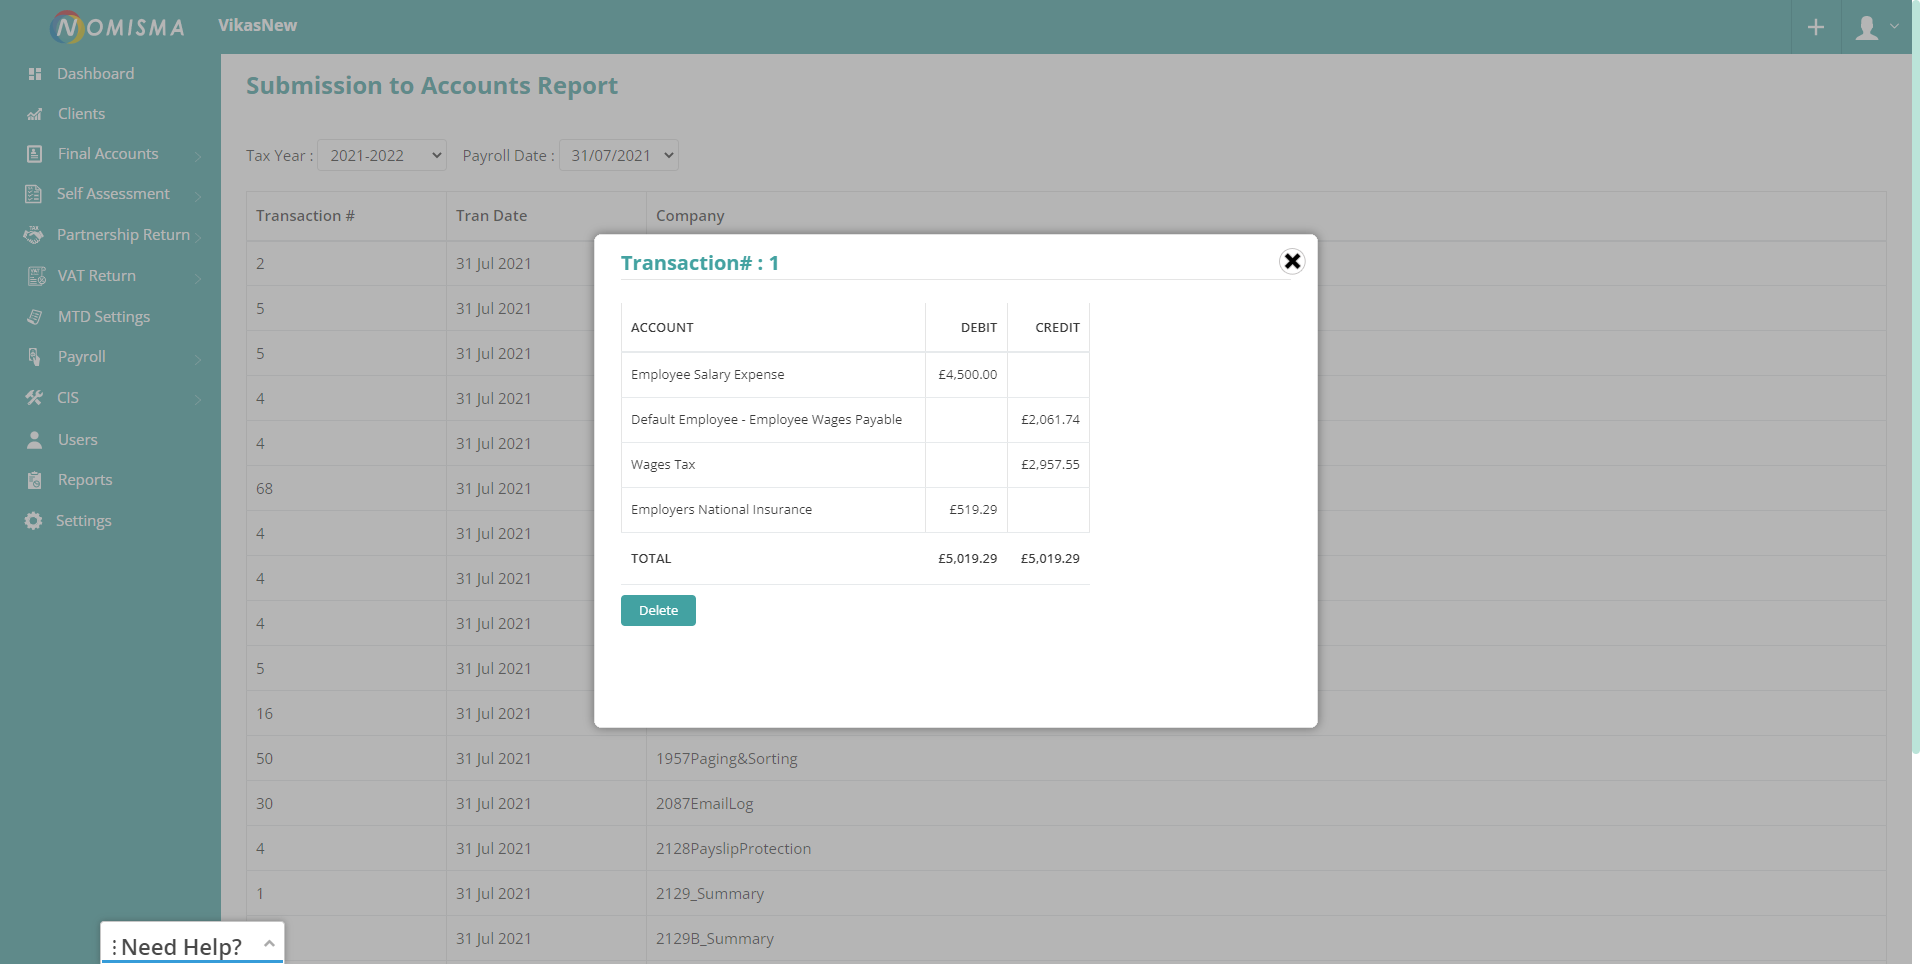 NOMISMA
VikasNew
Dashboard
Clients
Final Accounts
Self Assessment
Partnership Return
VAT Return
MTD Settings
Payroll
CIS
Users
Reports
Settings
Submission to Accounts Report
Tax Year : 2021-2022 Payroll Date : 31/07/2021
Transaction # Tran Date Company
2 31 Jul 2021
5 31 Jul 2021
5 31 Jul 2021
4 31 Jul 2021
4 31 Jul 2021
68 31 Jul 2021
4 31 Jul 2021
4 31 Jul 2021
4 31 Jul 2021
5 31 Jul 2021
16 31 Jul 2021
50 31 Jul 2021 1957Paging&Sorting
30 31 Jul 2021 2087EmailLog
4 31 Jul 2021 2128PayslipProtection
1 31 Jul 2021 2129_Summary
31 Jul 2021 2129B_Summary
Transaction# : 1
ACCOUNT DEBIT CREDIT
Employee Salary Expense £4,500.00
Default Employee - Employee Wages Payable £2,061.74
Wages Tax £2,957.55
Employers National Insurance £519.29
TOTAL £5,019.29 £5,019.29
Delete
Need Help?